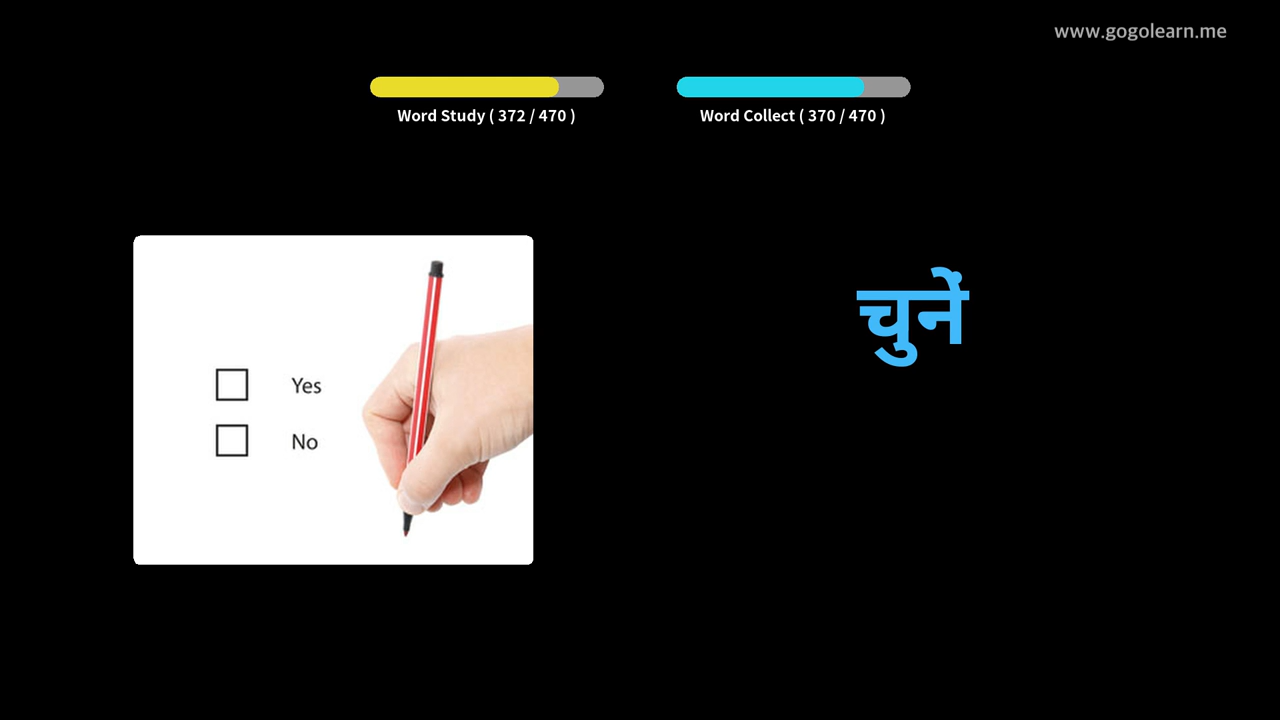 www.gogolearn.me
Word Study ( 372 / 470 )
Word Collect ( 370 / 470 )
चुनें
Yes
No